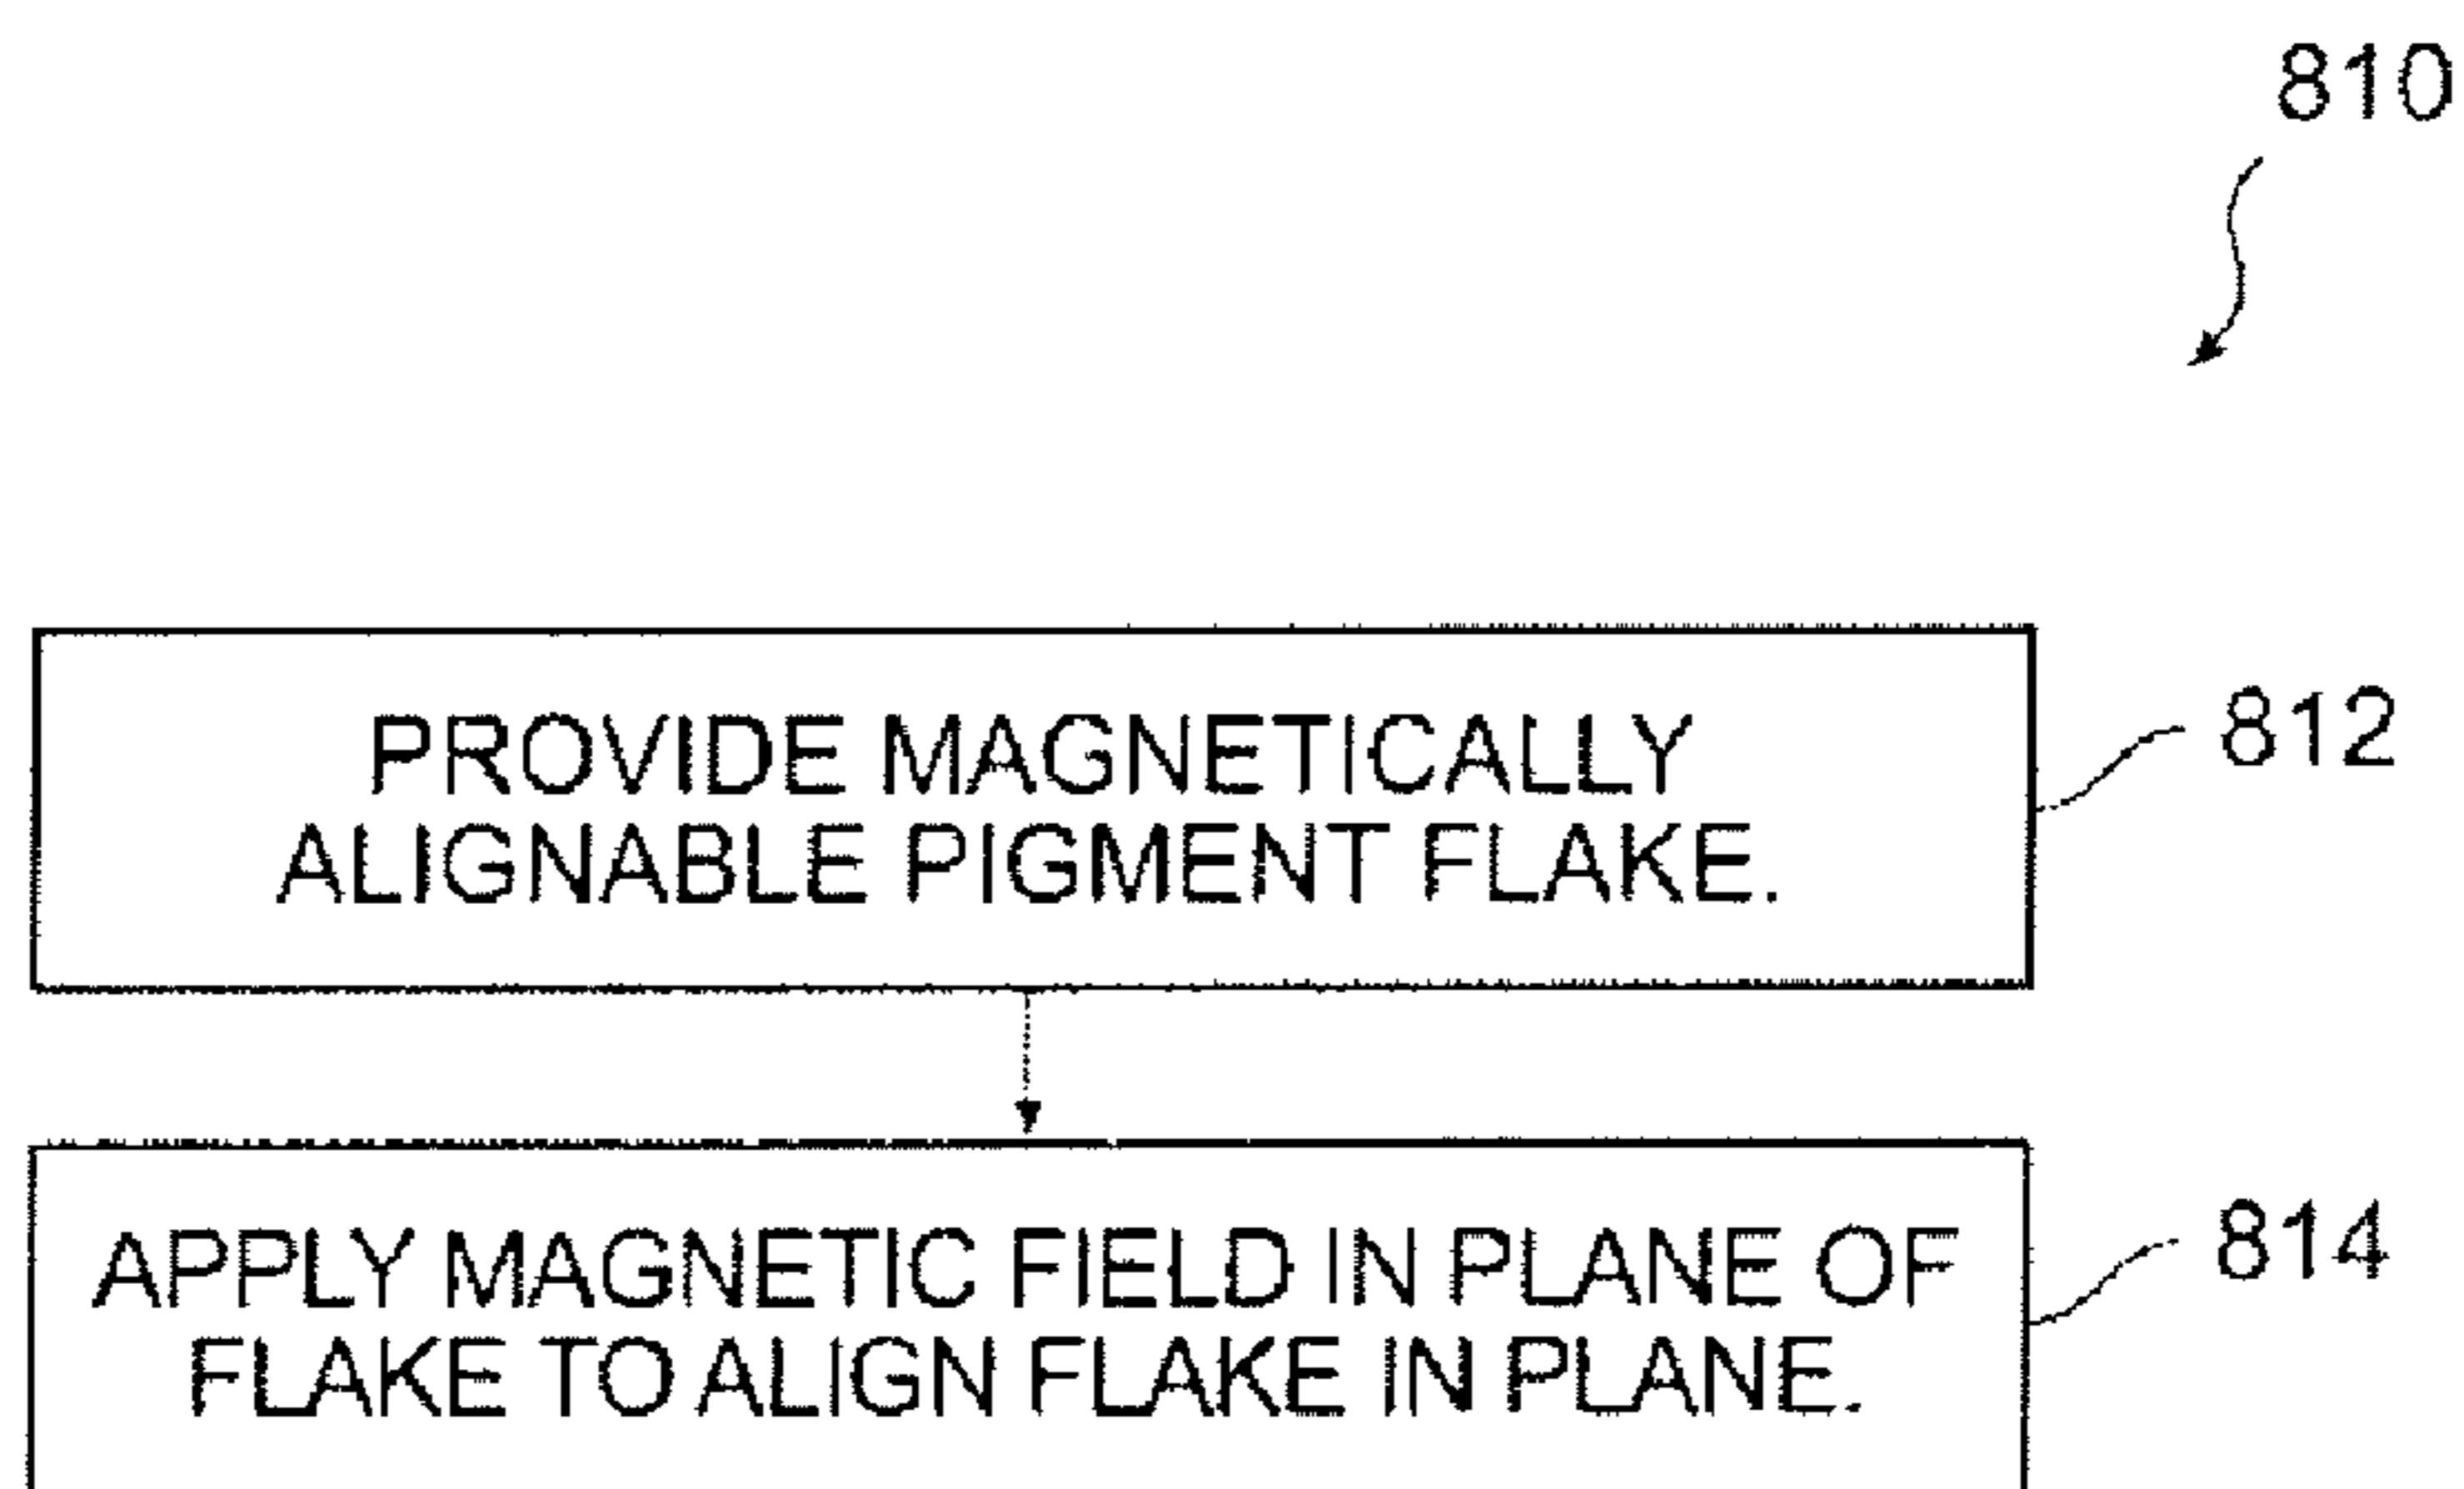 810
PROVIDE MAGNETICALLY
ALIGNABLE PIGMENT FLAKE.
812
APPLY MAGNETIC FIELD IN PLANE OF
FLAKE TO ALIGN FLAKE IN PLANE.
814